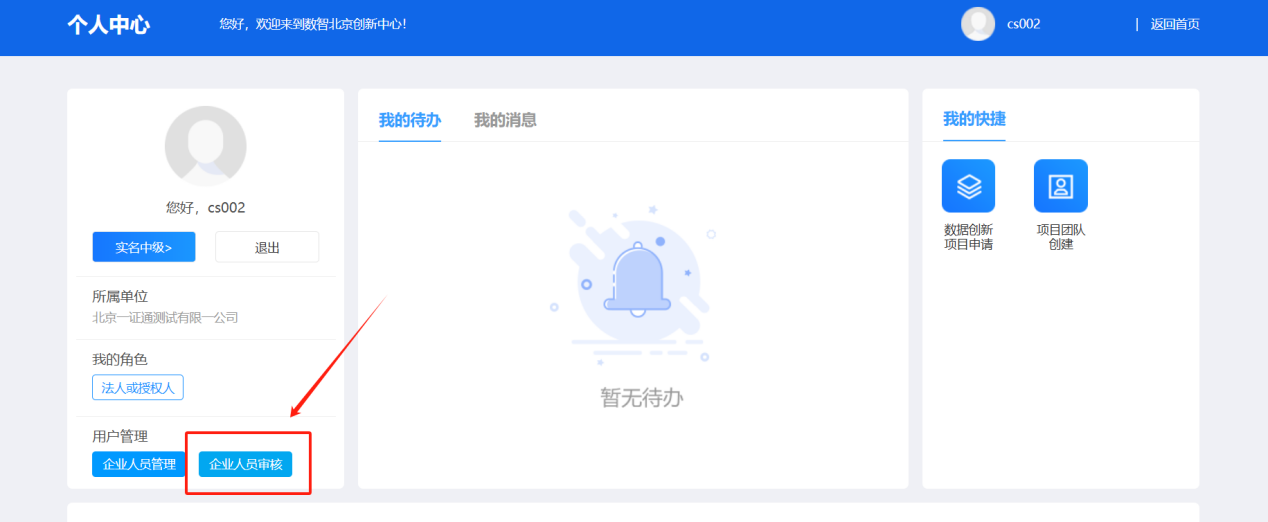 个人中心
您好，欢迎来到数智北京创新中心！
cs002
| 返回首页
您好，cs002
实名中级>
退出
所属单位
北京一证通测试有限一公司
我的角色
法人或授权人
用户管理
企业人员管理
企业人员审核
我的待办
我的消息
暂无待办
我的快捷
数据创新
项目申请
项目团队
创建